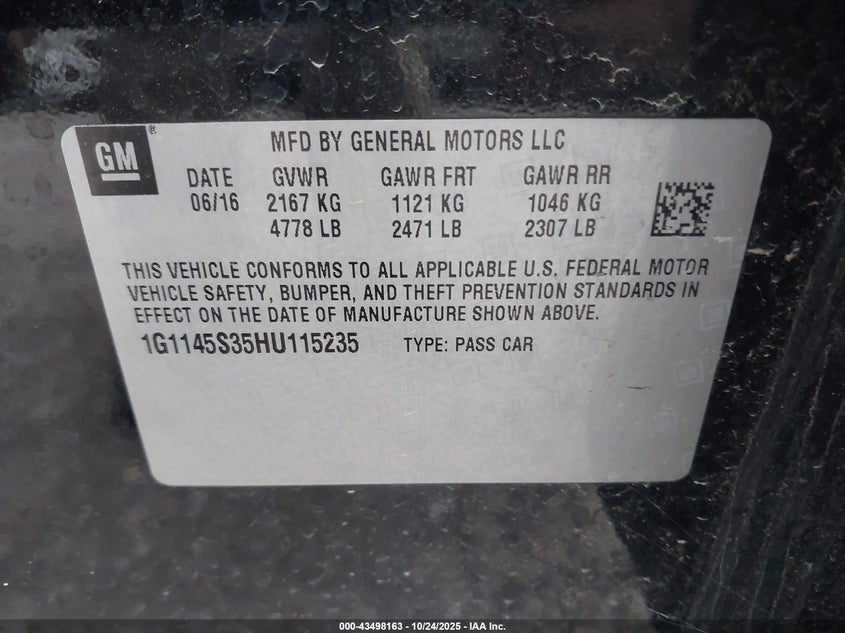 GM
MFD BY GENERAL MOTORS LLC
DATE GVWR GAWR FRT GAWR RR
06/16 2167 KG 1121 KG 1046 KG
4778 LB 2471 LB 2307 LB
THIS VEHICLE CONFORMS TO ALL APPLICABLE U.S. FEDERAL MOTOR
VEHICLE SAFETY, BUMPER, AND THEFT PREVENTION STANDARDS IN
EFFECT ON THE DATE OF MANUFACTURE SHOWN ABOVE.
1G1145S35HU115235 TYPE: PASS CAR
000-43498163 - 10/24/2025 - IAA Inc.